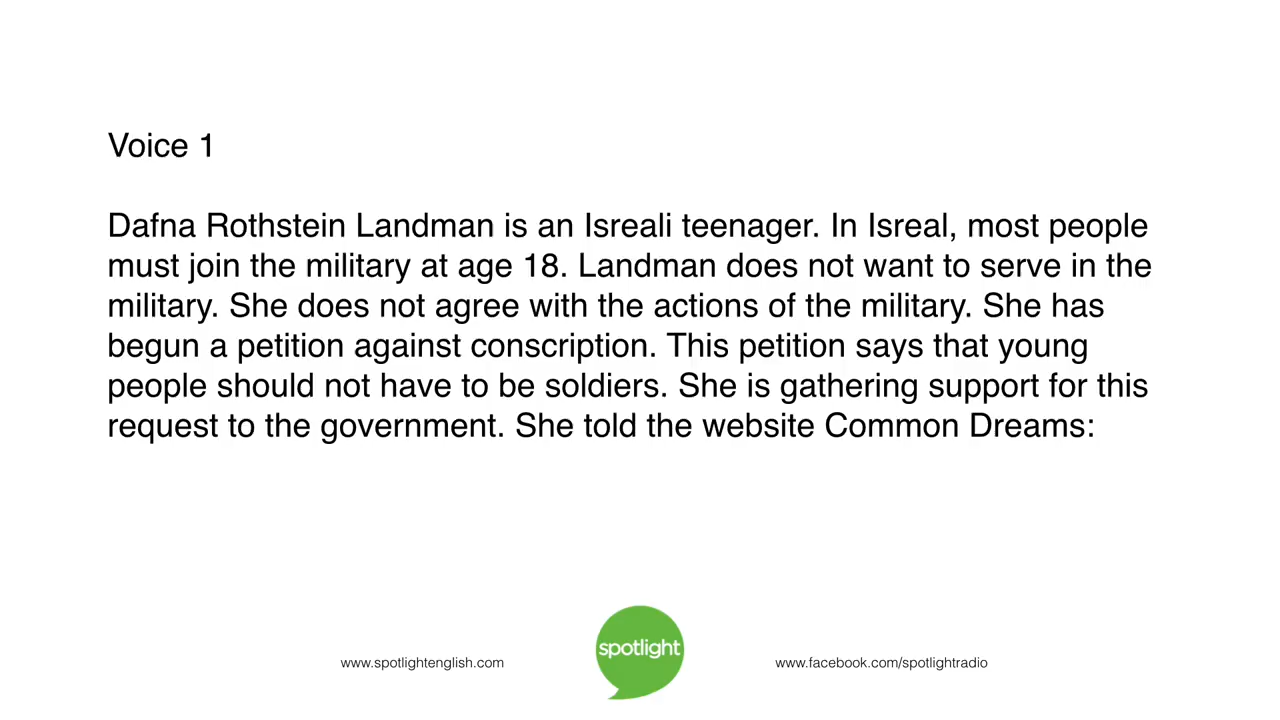 Voice 1
Dafna Rothstein Landman is an Isreali teenager. In Isreal, most people
must join the military at age 18. Landman does not want to serve in the
military. She does not agree with the actions of the military. She has
begun a petition against conscription. This petition says that young
people should not have to be soldiers. She is gathering support for this
request to the government. She told the website Common Dreams:
spotlight
www.spotlightenglish.com
www.facebook.com/spotlightradio